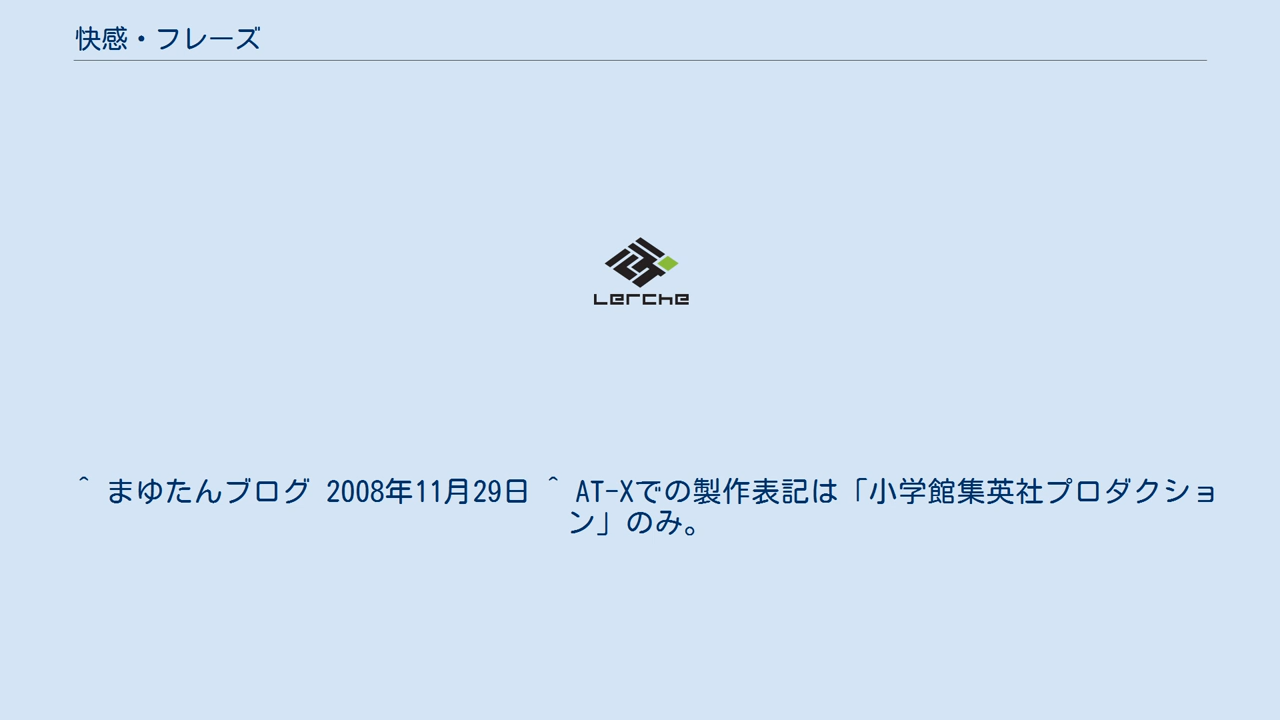 快感・フレーズ
Lerche
^ まゆたんブログ 2008年11月29日 ^ AT-Xでの製作表記は「小学館集英社プロダクショ
ン」のみ。